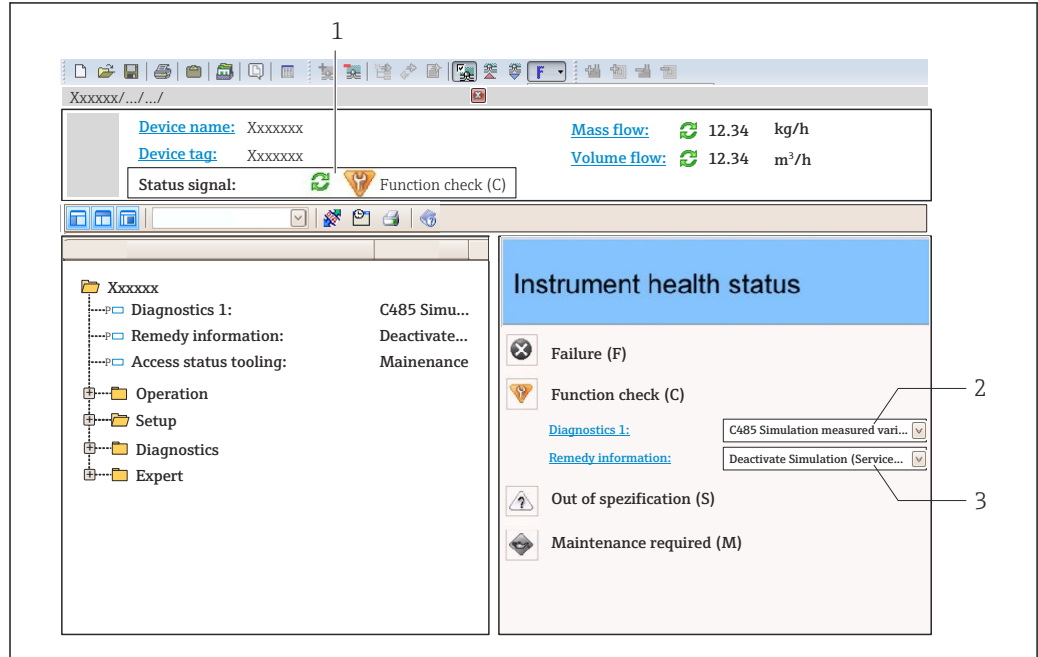 1
F
Xxxxxx/.../.../
Device name: Xxxxxxx
Mass flow: 12.34 kg/h
Device tag: Xxxxxxx
Volume flow: 12.34 m³/h
Status signal: Function check (C)
Xxxxxx
Diagnostics 1: C485 Simu...
Remedy information: Deactivate...
Access status tooling: Mainenance
Operation
Setup
Diagnostics
Expert
Instrument health status
Failure (F)
Function check (C)
Diagnostics 1: C485 Simulation measured vari...
Remedy information: Deactivate Simulation (Service...
Out of spezification (S)
Maintenance required (M)
2
3